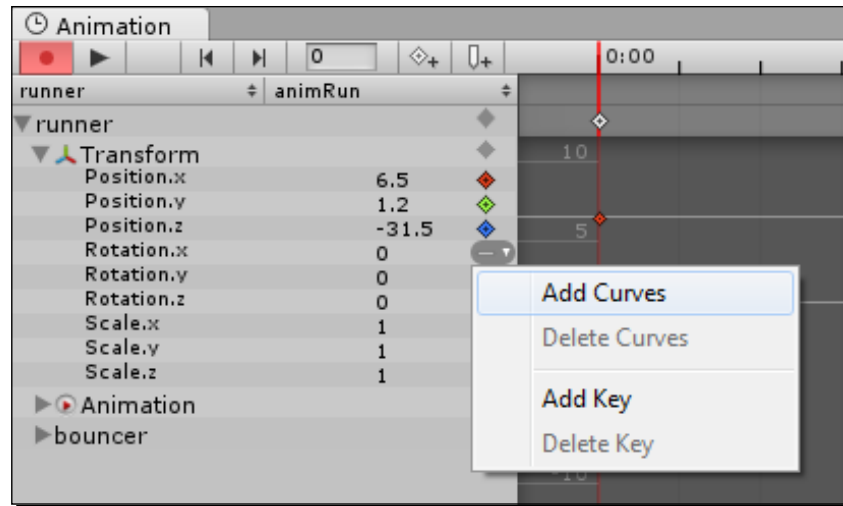 Animation
0 0:00
runner animRun
runner
Transform 10
Position.x 6.5
Position.y 1.2
Position.z -31.5 5
Rotation.x 0
Rotation.y 0
Rotation.z 0
Scale.x 1
Scale.y 1
Scale.z 1
Animation
bouncer
Add Curves
Delete Curves
Add Key
Delete Key
-10